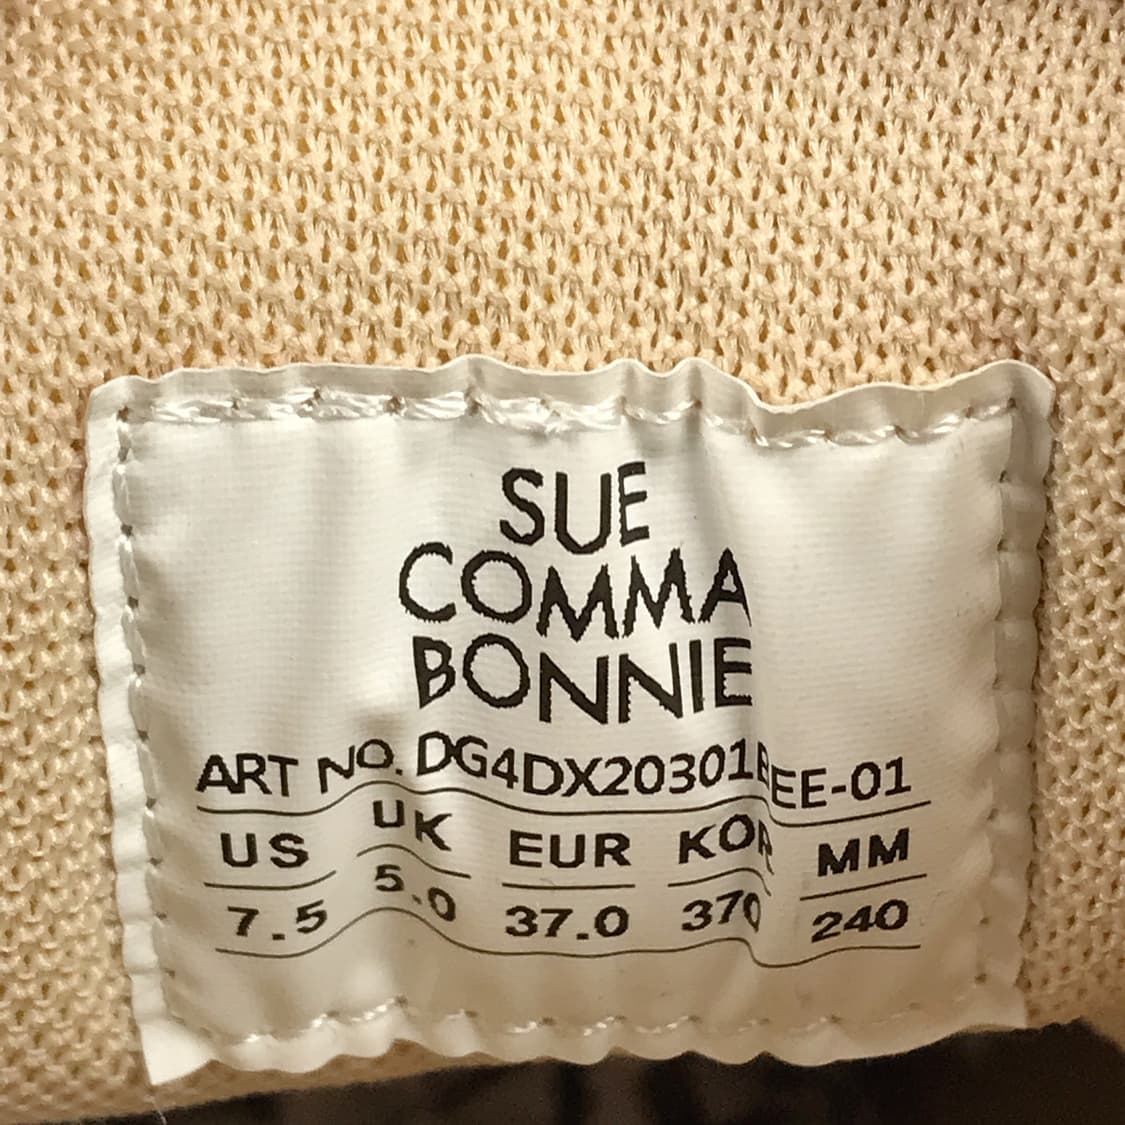 SUE
COMMA
BONNIE
ART NO. DG4DX20301BEE-01
US UK EUR KOR MM
7.5 5.0 37.0 370 240